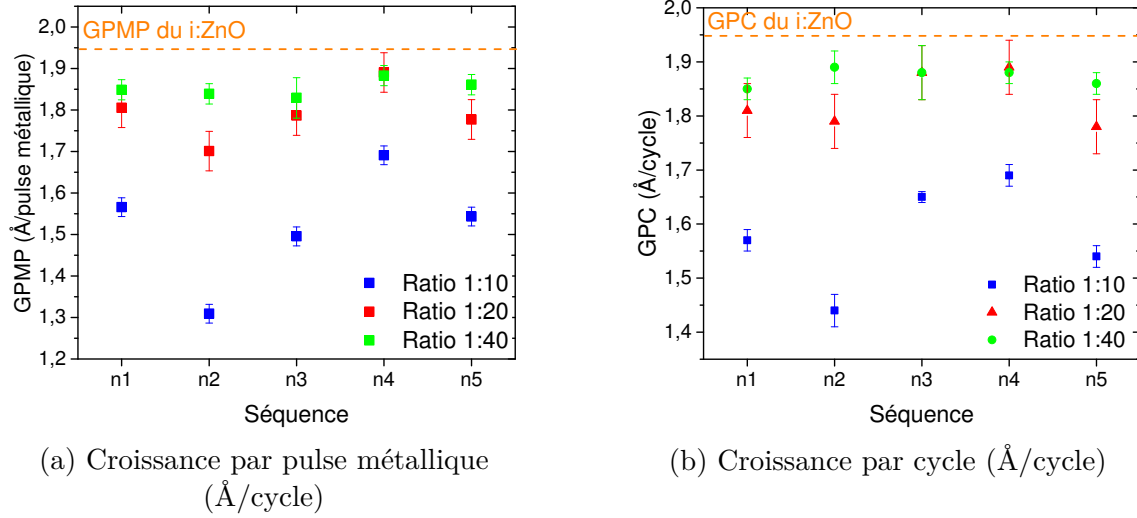 GPMP du i:ZnO
2,0
1,9
1,8
1,7
1,6
1,5
1,4
1,3
1,2
GPMP (Å/pulse métallique)
Ratio 1:10
Ratio 1:20
Ratio 1:40
n1 n2 n3 n4 n5
Séquence
(a) Croissance par pulse métallique
(Å/cycle)
GPC du i:ZnO
2,0
1,9
1,8
1,7
1,6
1,5
1,4
GPC (Å/cycle)
Ratio 1:10
Ratio 1:20
Ratio 1:40
n1 n2 n3 n4 n5
Séquence
(b) Croissance par cycle (Å/cycle)